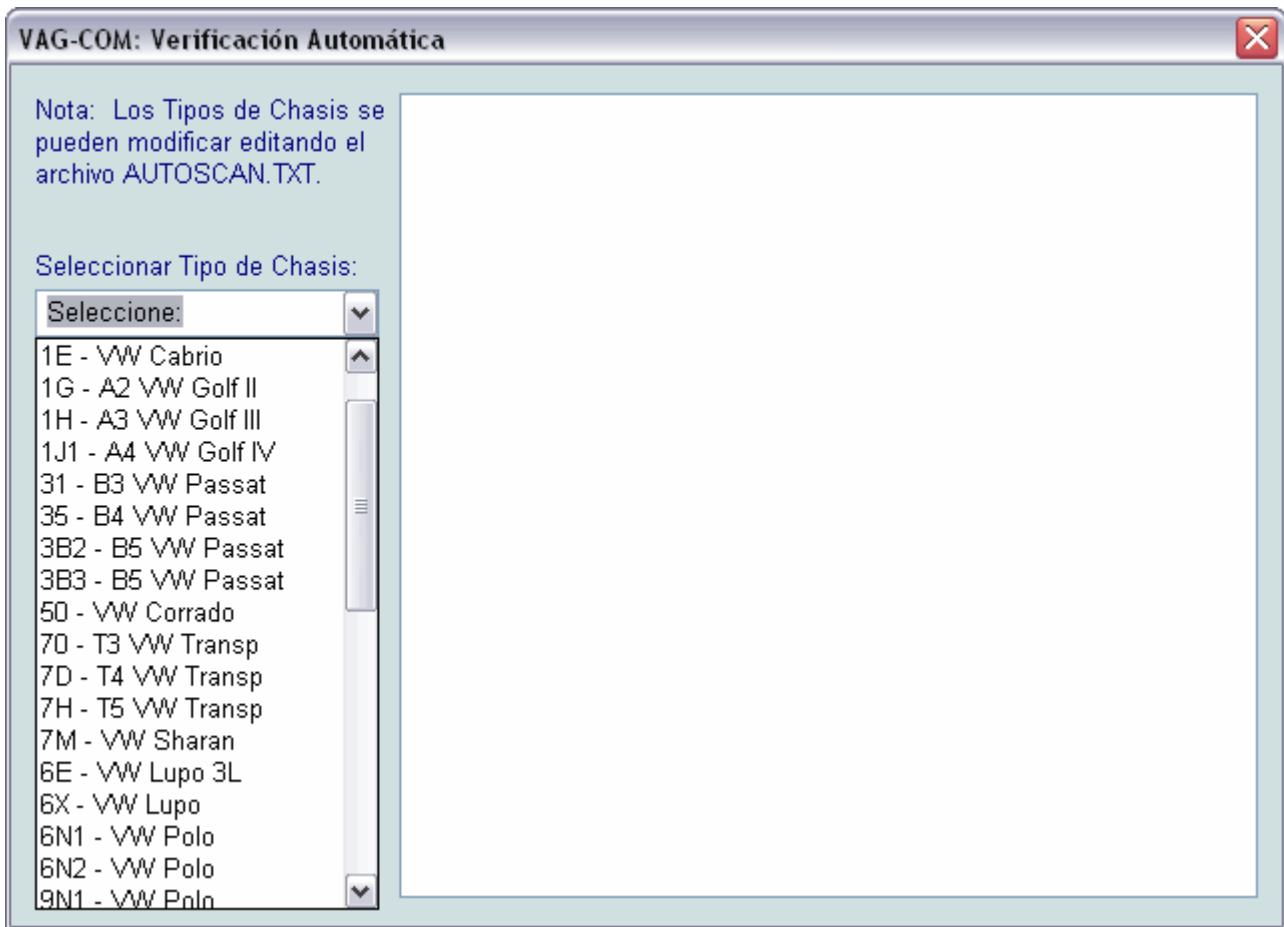 VAG-COM: Verificación Automática
Nota: Los Tipos de Chasis se
pueden modificar editando el
archivo AUTOSCAN.TXT.
Seleccionar Tipo de Chasis:
Seleccione:
1E - VW Cabrio
1G - A2 VW Golf II
1H - A3 VW Golf III
1J1 - A4 VW Golf IV
31 - B3 VW Passat
35 - B4 VW Passat
3B2 - B5 VW Passat
3B3 - B5 VW Passat
50 - VW Corrado
70 - T3 VW Transp
7D - T4 VW Transp
7H - T5 VW Transp
7M - VW Sharan
6E - VW Lupo 3L
6X - VW Lupo
6N1 - VW Polo
6N2 - VW Polo
9N1 - VW Polo